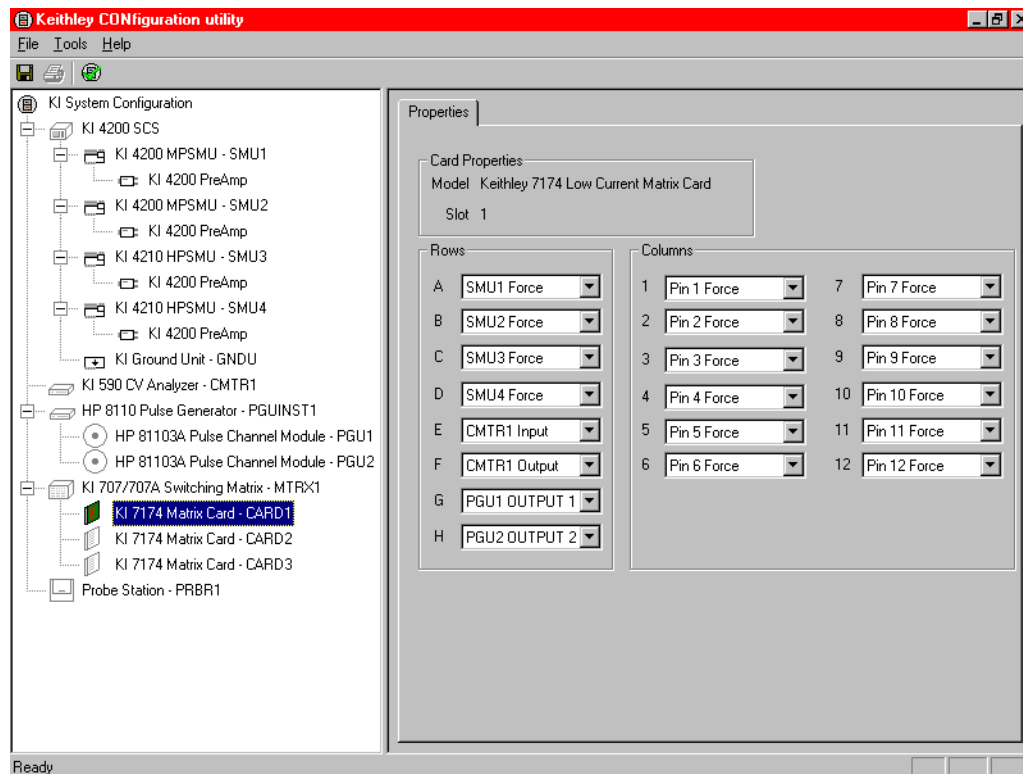 Keithley CONfiguration utility
File Tools Help
KI System Configuration
KI 4200 SCS
KI 4200 MPSMU - SMU1
KI 4200 PreAmp
KI 4200 MPSMU - SMU2
KI 4200 PreAmp
KI 4210 HPSMU - SMU3
KI 4200 PreAmp
KI 4210 HPSMU - SMU4
KI 4200 PreAmp
KI Ground Unit - GNDU
KI 590 CV Analyzer - CMTR1
HP 8110 Pulse Generator - PGUINST1
HP 81103A Pulse Channel Module - PGU1
HP 81103A Pulse Channel Module - PGU2
KI 707/707A Switching Matrix - MTRX1
KI 7174 Matrix Card - CARD1
KI 7174 Matrix Card - CARD2
KI 7174 Matrix Card - CARD3
Probe Station - PRBR1
Properties
Card Properties
Model Keithley 7174 Low Current Matrix Card
Slot 1
Rows
A SMU1 Force
B SMU2 Force
C SMU3 Force
D SMU4 Force
E CMTR1 Input
F CMTR1 Output
G PGU1 OUTPUT 1
H PGU2 OUTPUT 2
Columns
1 Pin 1 Force
2 Pin 2 Force
3 Pin 3 Force
4 Pin 4 Force
5 Pin 5 Force
6 Pin 6 Force
7 Pin 7 Force
8 Pin 8 Force
9 Pin 9 Force
10 Pin 10 Force
11 Pin 11 Force
12 Pin 12 Force
Ready